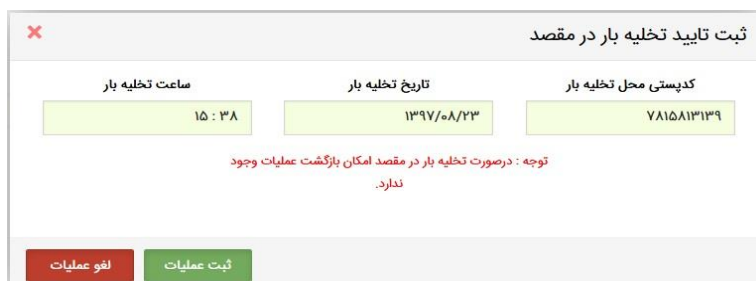 ثبت تایید تخلیه بار در مقصد
کدپستی محل تخلیه بار
تاریخ تخلیه بار
ساعت تخلیه بار
۷۸۱۵۸۱۳۱۳۹
۱۳۹۷/۰۸/۲۳
۱۵ : ۳۸
توجه : درصورت تخلیه بار در مقصد امکان بازگشت عملیات وجود
ندارد.
ثبت عملیات
لغو عملیات